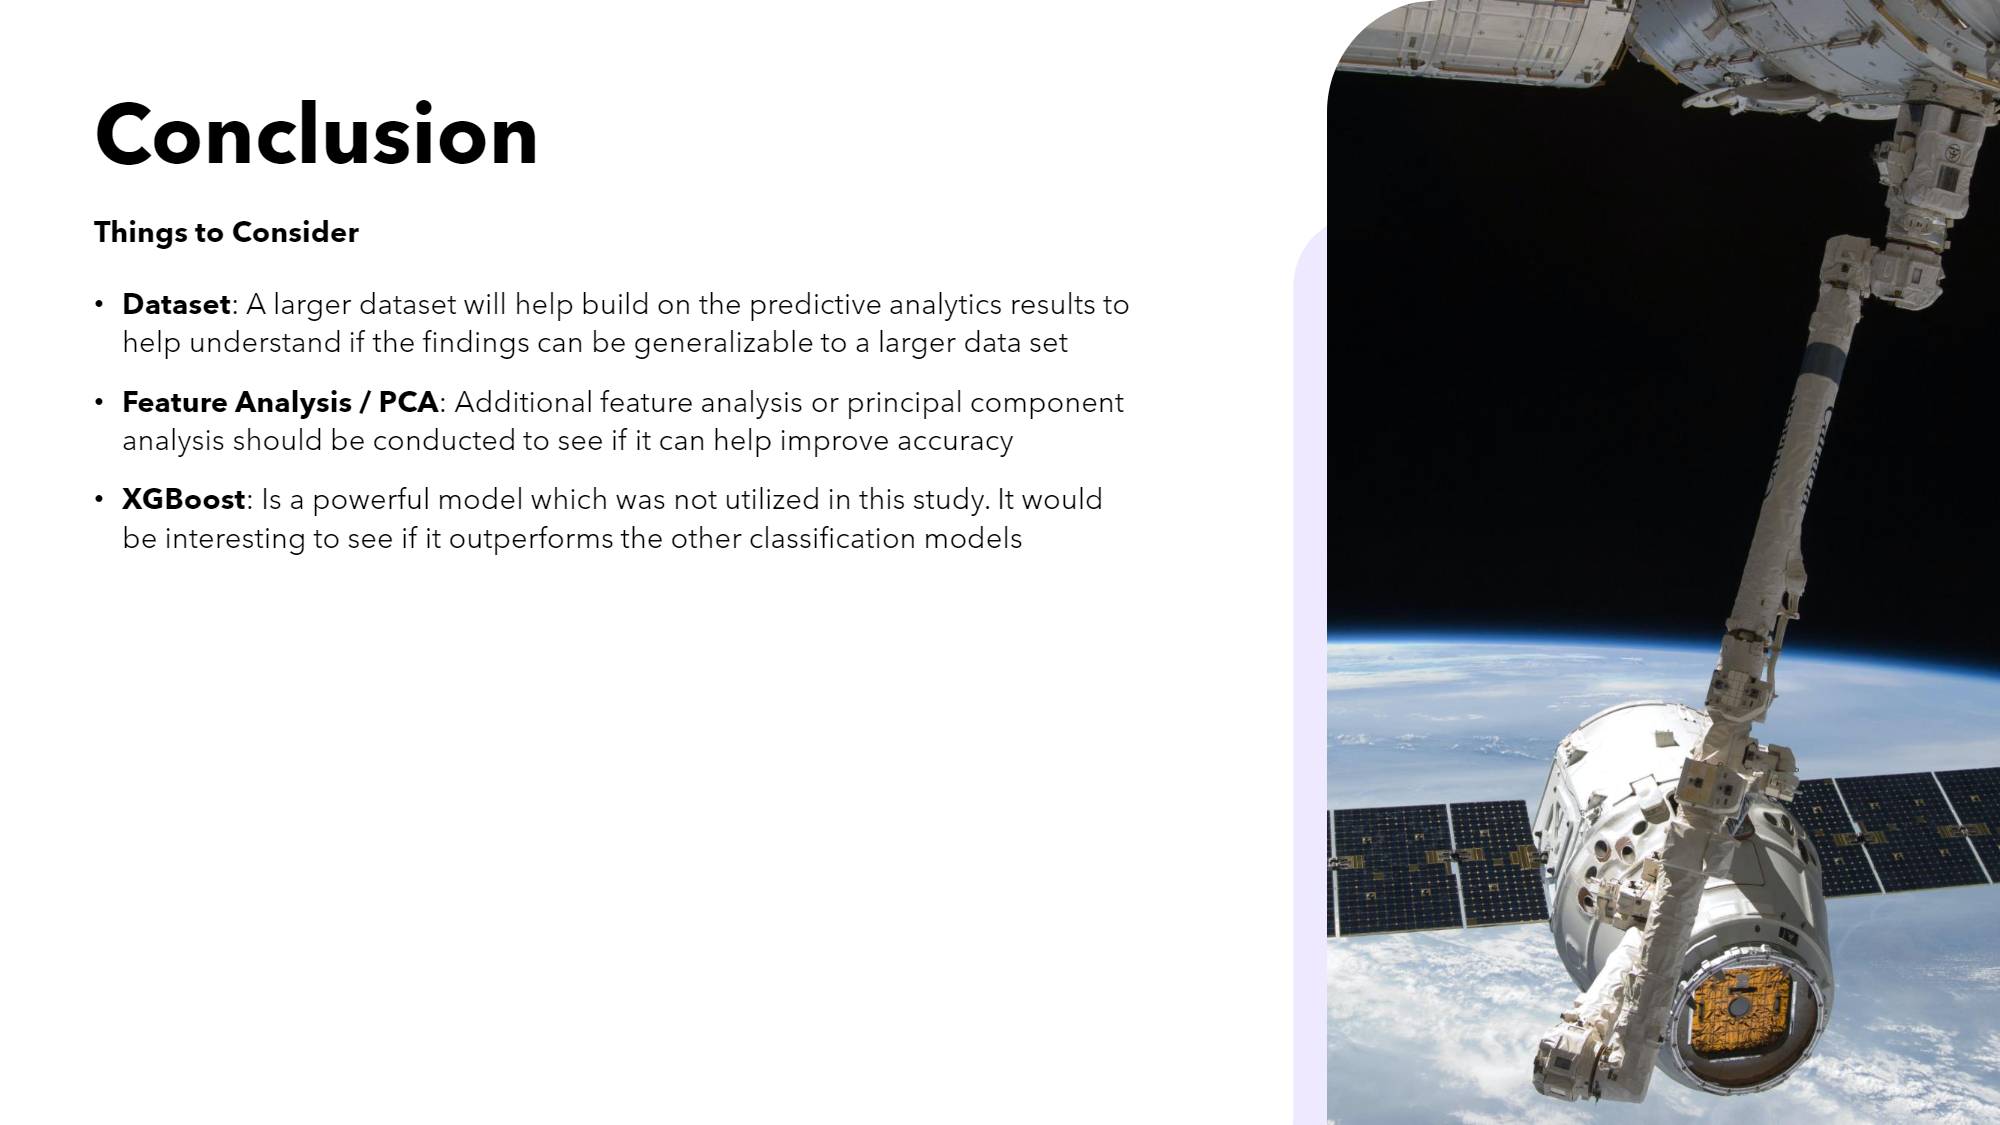 Conclusion
Things to Consider
• Dataset: A larger dataset will help build on the predictive analytics results to
help understand if the findings can be generalizable to a larger data set
• Feature Analysis / PCA: Additional feature analysis or principal component
analysis should be conducted to see if it can help improve accuracy
• XGBoost: Is a powerful model which was not utilized in this study. It would
be interesting to see if it outperforms the other classification models